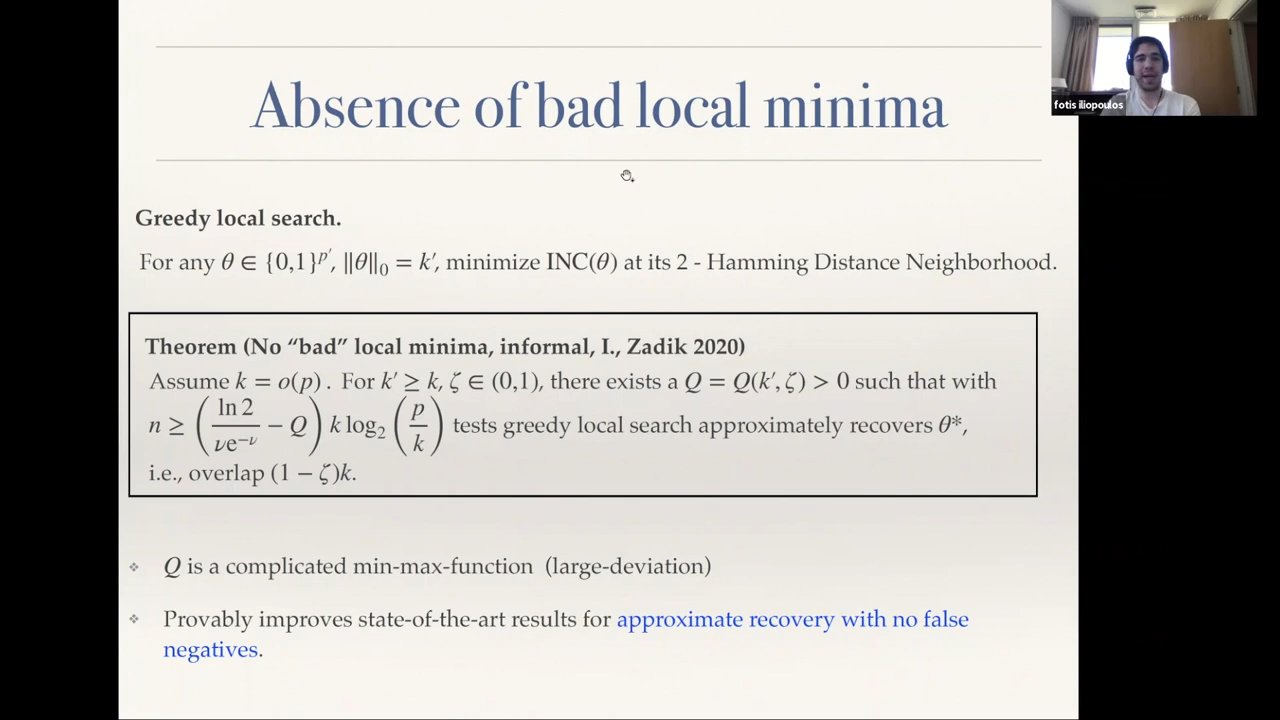 Absence of bad local minima
fotis iliopoulos
Greedy local search.
For any θ ∈ {0,1}^{p′}, ‖θ‖₀ = k′, minimize INC(θ) at its 2 - Hamming Distance Neighborhood.
Theorem (No “bad” local minima, informal, I., Zadik 2020)
Assume k = o(p). For k′ ≥ k, ζ ∈ (0,1), there exists a Q = Q(k′, ζ) > 0 such that with
n ≥ (ln 2 / νe^{−ν} − Q) k log₂ (p / k) tests greedy local search approximately recovers θ*,
i.e., overlap (1 − ζ)k.
❖ Q is a complicated min-max-function (large-deviation)
❖ Provably improves state-of-the-art results for approximate recovery with no false
negatives.